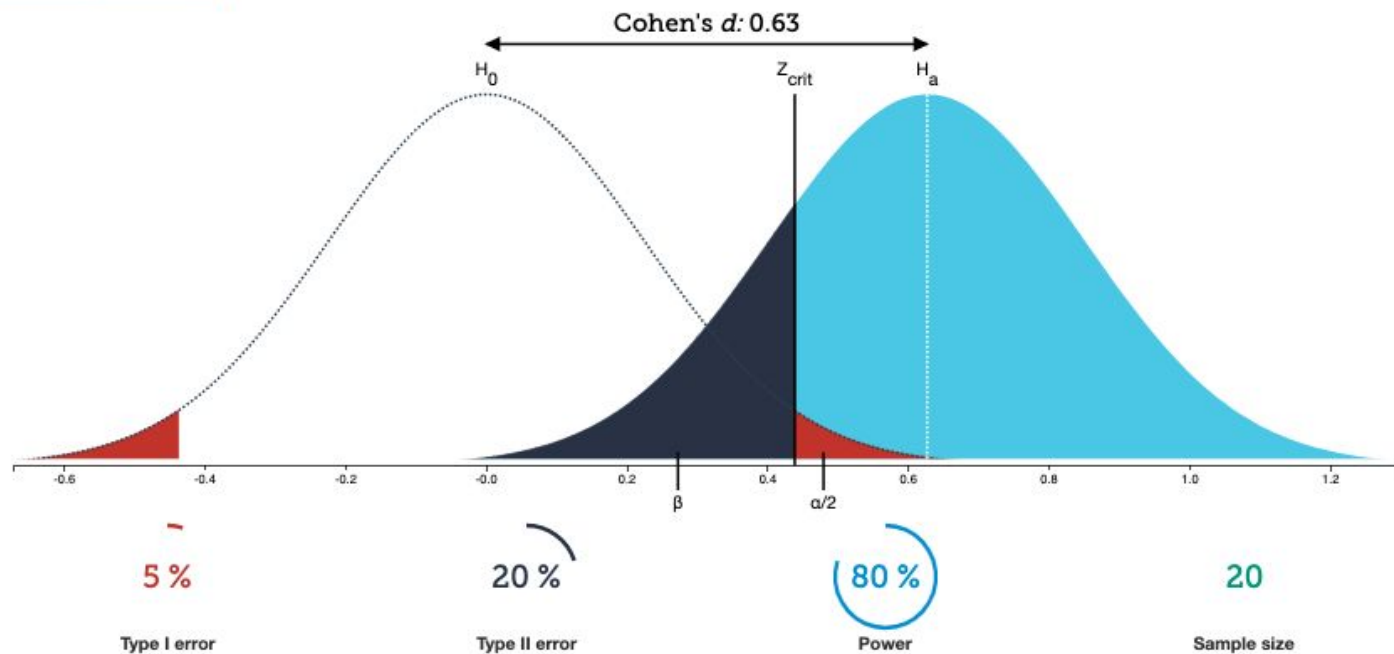 Cohen's d: 0.63
H0 Zcrit Ha
-0.6 -0.4 -0.2 -0.0 0.2 0.4 0.6 0.8 1.0 1.2
β α/2
5 % 20 % 80 % 20
Type I error Type II error Power Sample size